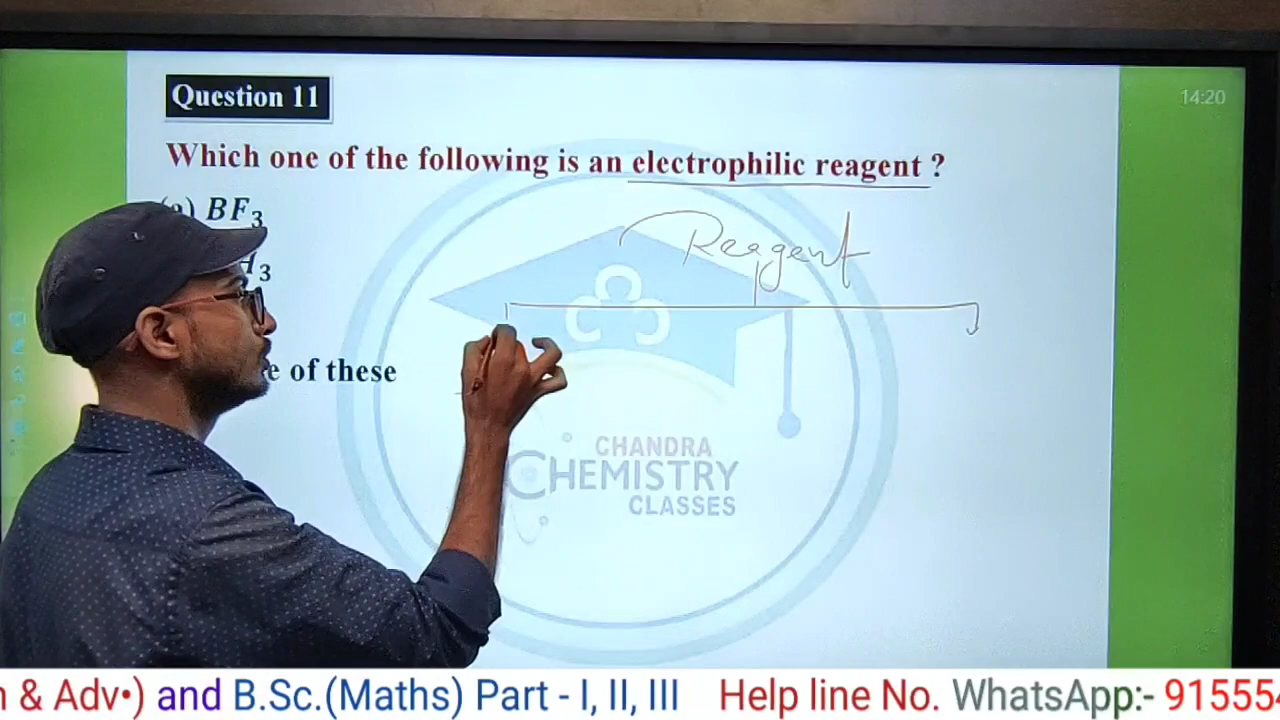 Question 11
14:20
Which one of the following is an electrophilic reagent ?
BF₃
Reagent
H₃
e of these
CHANDRA
CHEMISTRY
CLASSES
& Adv•) and B.Sc.(Maths) Part - I, II, III Help line No. WhatsApp:- 91555